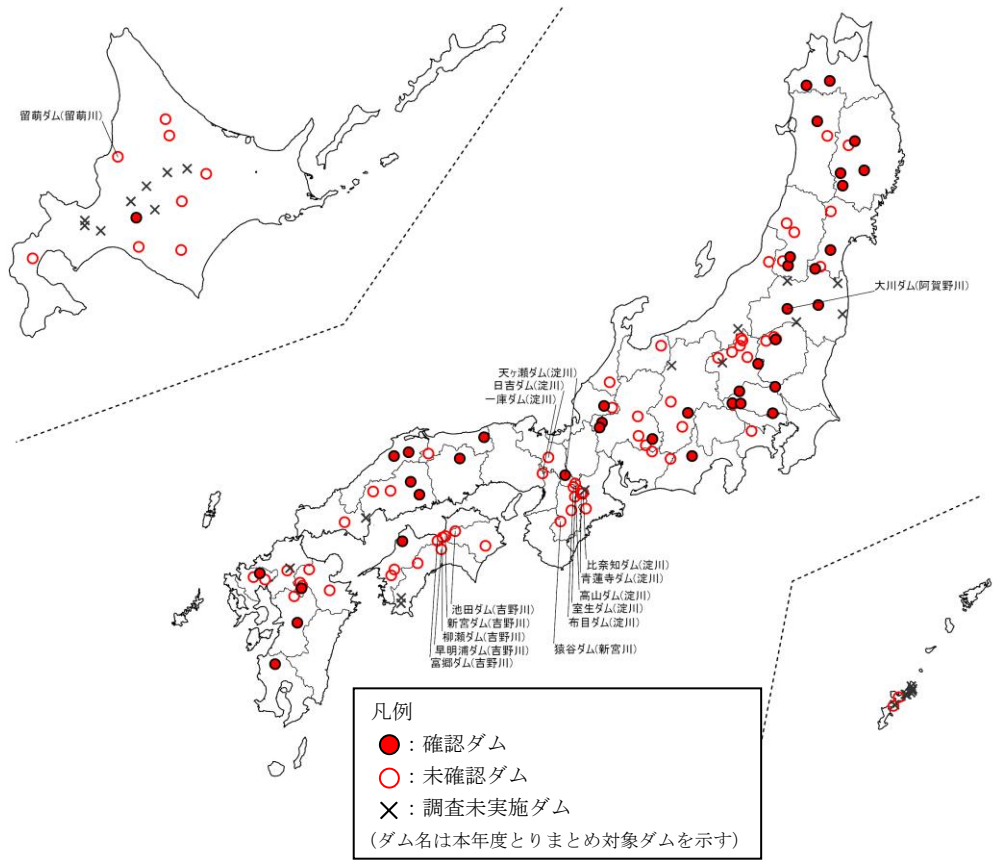 留萌ダム(留萌川)
大川ダム(阿賀野川)
天ヶ瀬ダム(淀川)
日吉ダム(淀川)
一庫ダム(淀川)
比奈知ダム(淀川)
青蓮寺ダム(淀川)
高山ダム(淀川)
室生ダム(淀川)
布目ダム(淀川)
猿谷ダム(新宮川)
池田ダム(吉野川)
新宮ダム(吉野川)
柳瀬ダム(吉野川)
早明浦ダム(吉野川)
富郷ダム(吉野川)
凡例
：確認ダム
：未確認ダム
：調査未実施ダム
(ダム名は本年度とりまとめ対象ダムを示す)